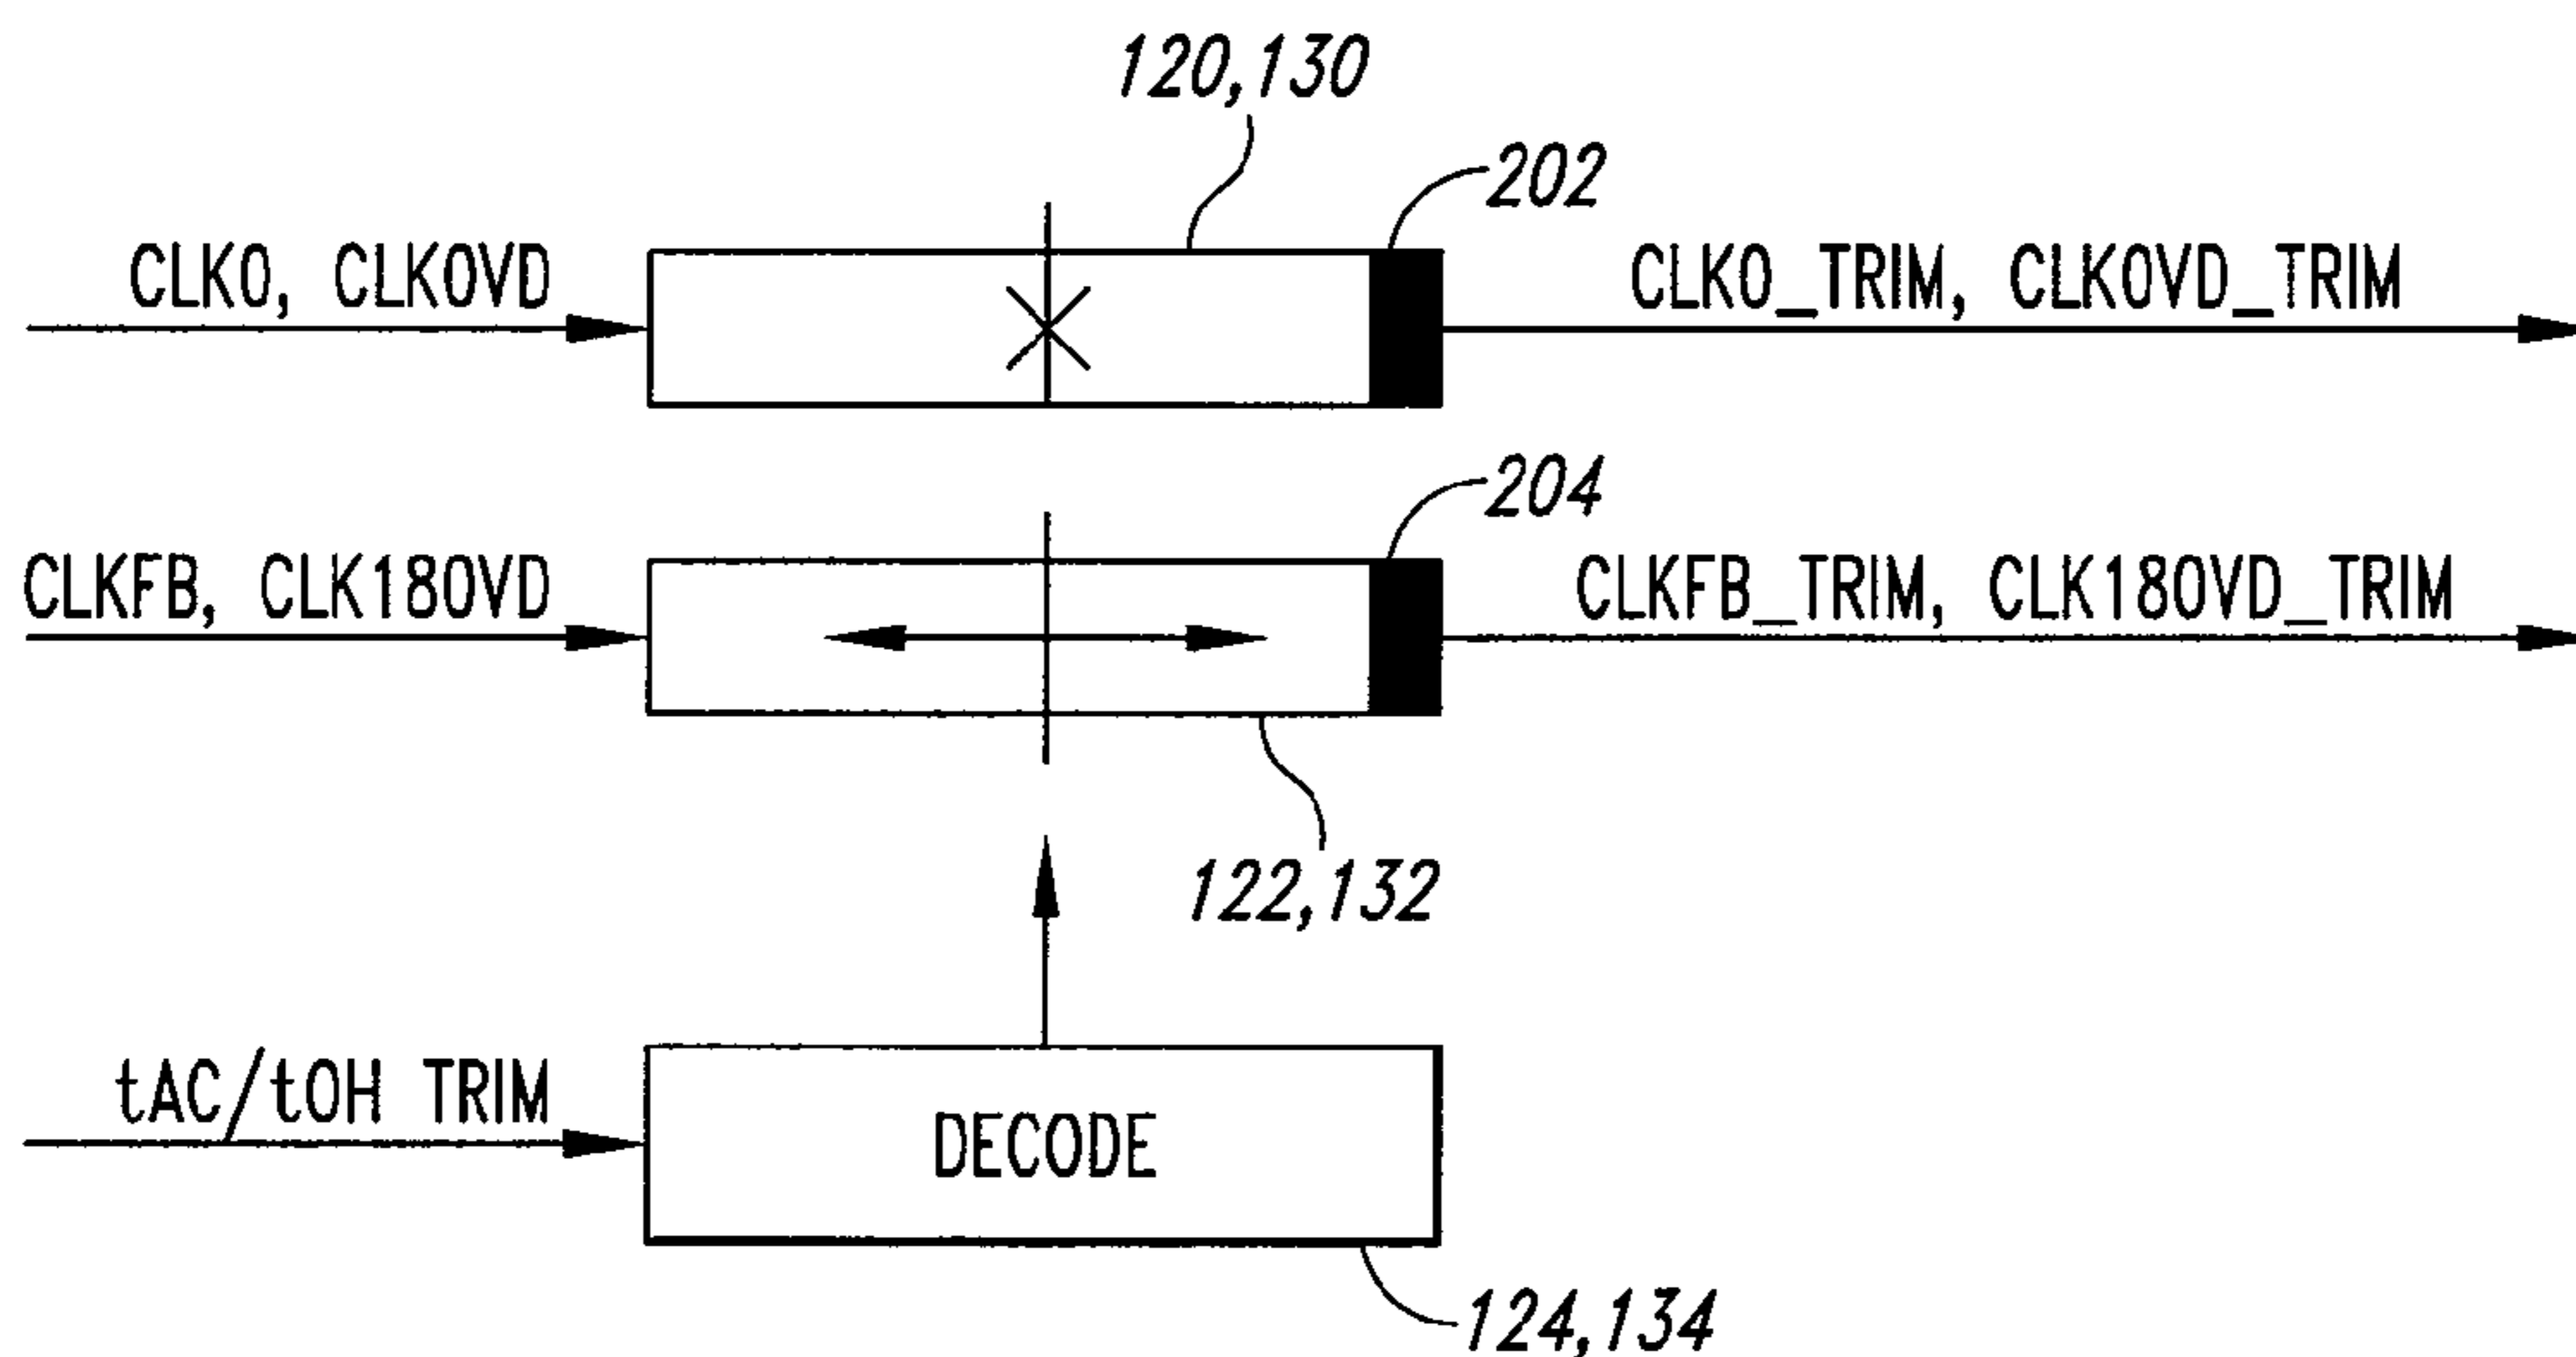 120,130
202
CLK0, CLK0VD
CLK0_TRIM, CLK0VD_TRIM
204
CLKFB, CLK180VD
CLKFB_TRIM, CLK180VD_TRIM
122,132
tAC/tOH TRIM
DECODE
124,134